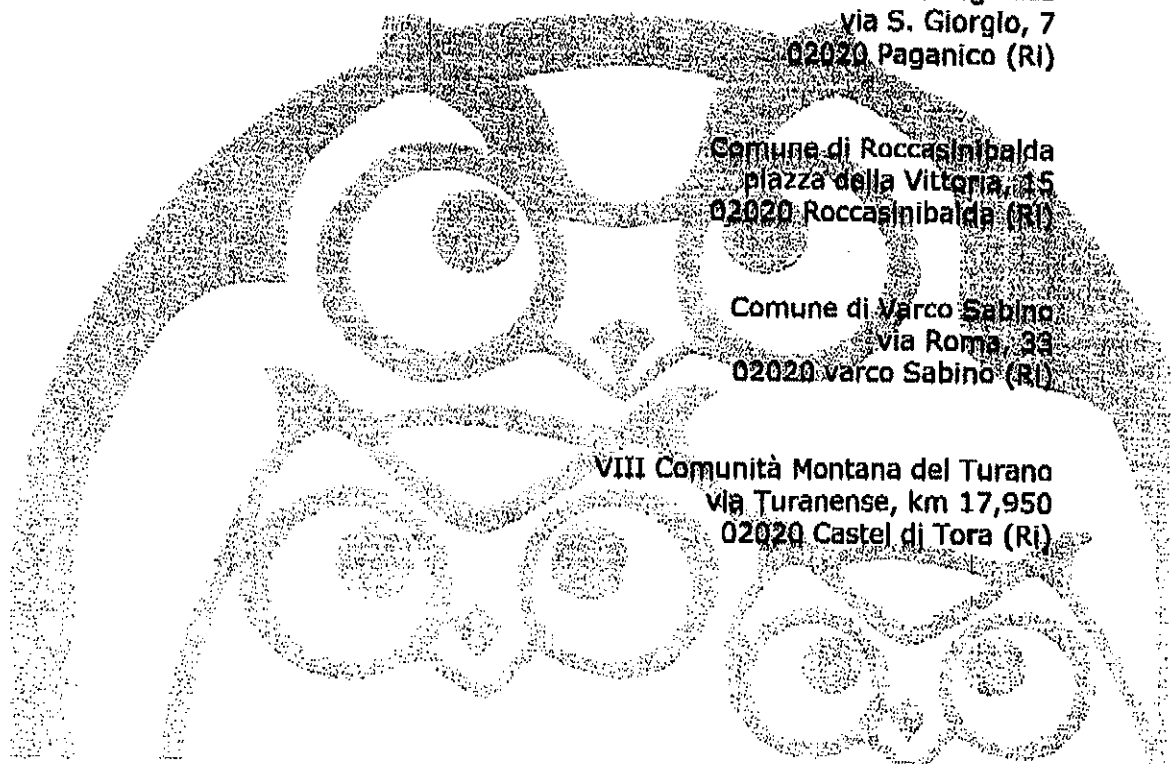 via S. Giorgio, 7
02020 Paganico (Ri)
Comune di Roccasinibalda
piazza della Vittoria, 15
02020 Roccasinibalda (Ri)
Comune di Varco Sabino
via Roma, 33
02020 varco Sabino (Ri)
VIII Comunità Montana del Turano
via Turanense, km 17,950
02020 Castel di Tora (Ri)